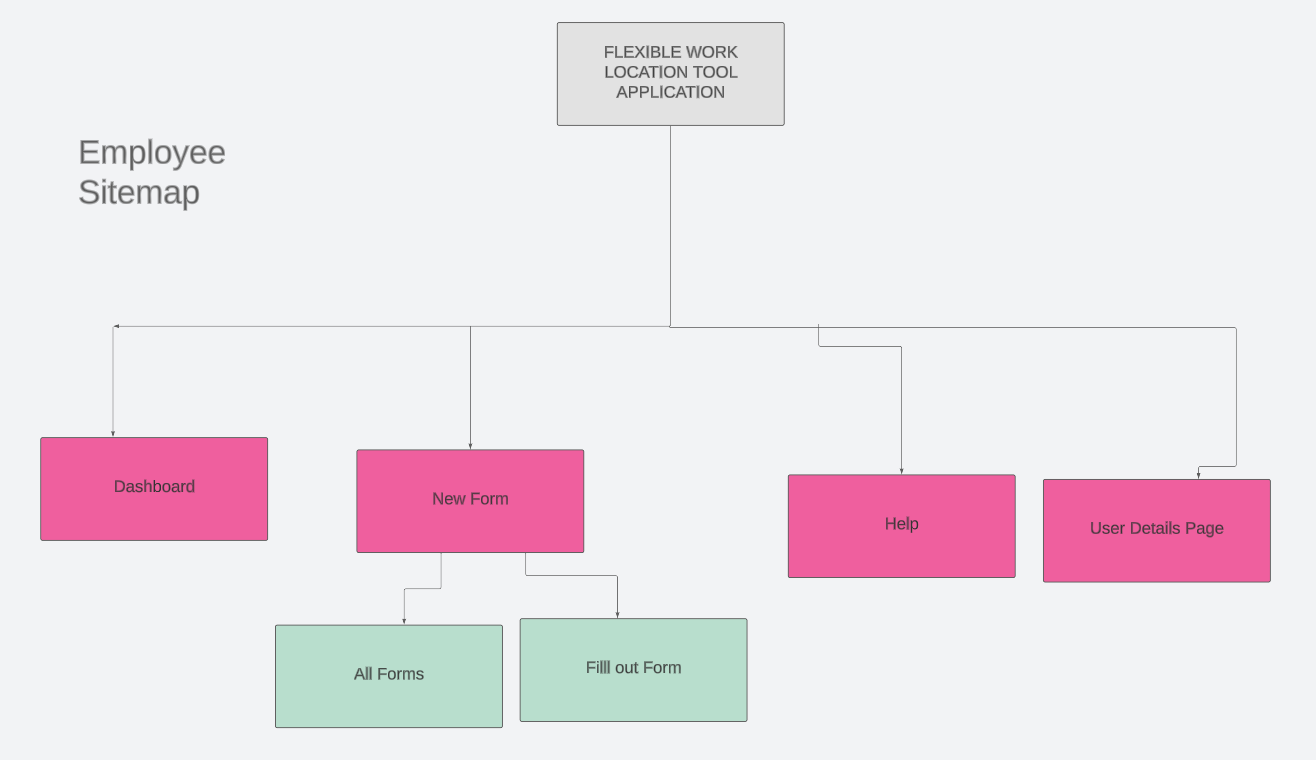 FLEXIBLE WORK
LOCATION TOOL
APPLICATION
Employee
Sitemap
Dashboard
New Form
Help
User Details Page
All Forms
Filll out Form